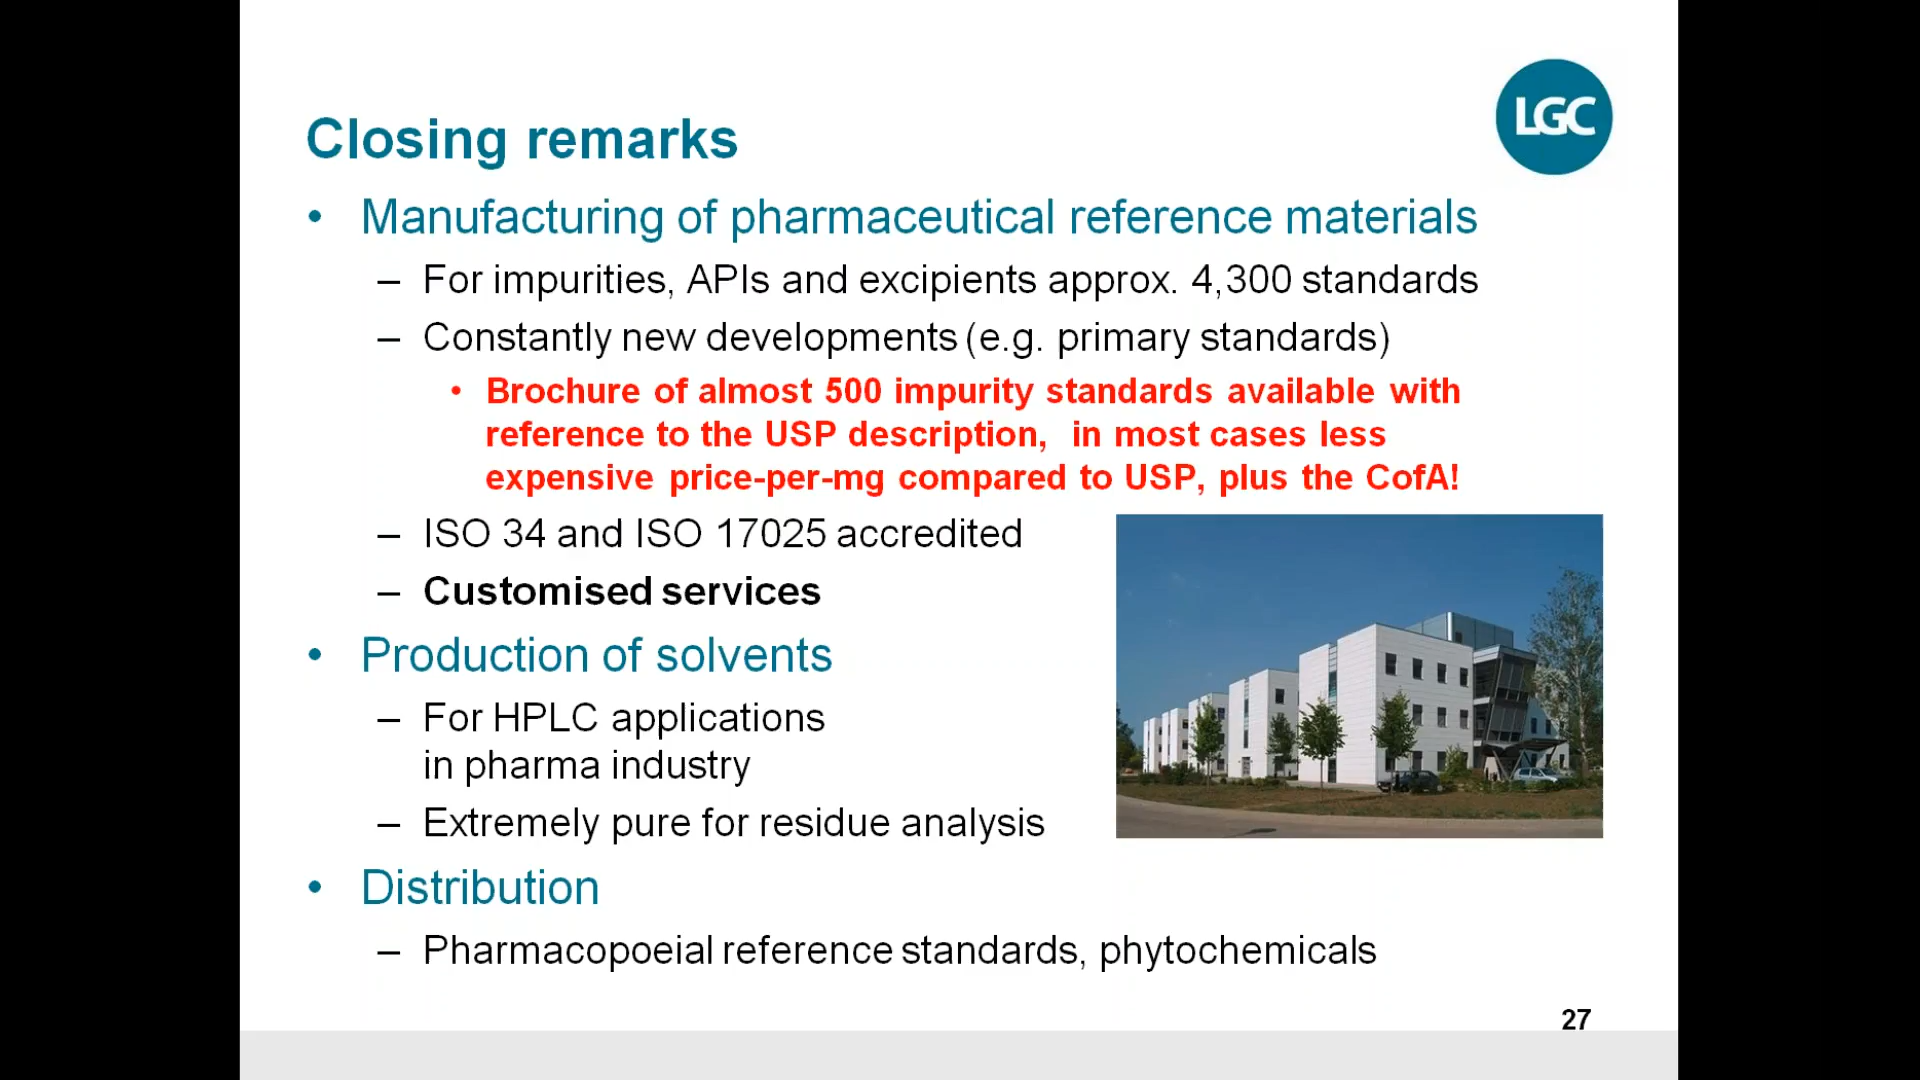 LGC
Closing remarks
• Manufacturing of pharmaceutical reference materials
– For impurities, APIs and excipients approx. 4,300 standards
– Constantly new developments (e.g. primary standards)
• Brochure of almost 500 impurity standards available with
reference to the USP description, in most cases less
expensive price-per-mg compared to USP, plus the CofA!
– ISO 34 and ISO 17025 accredited
– Customised services
• Production of solvents
– For HPLC applications
in pharma industry
– Extremely pure for residue analysis
• Distribution
– Pharmacopoeial reference standards, phytochemicals
27